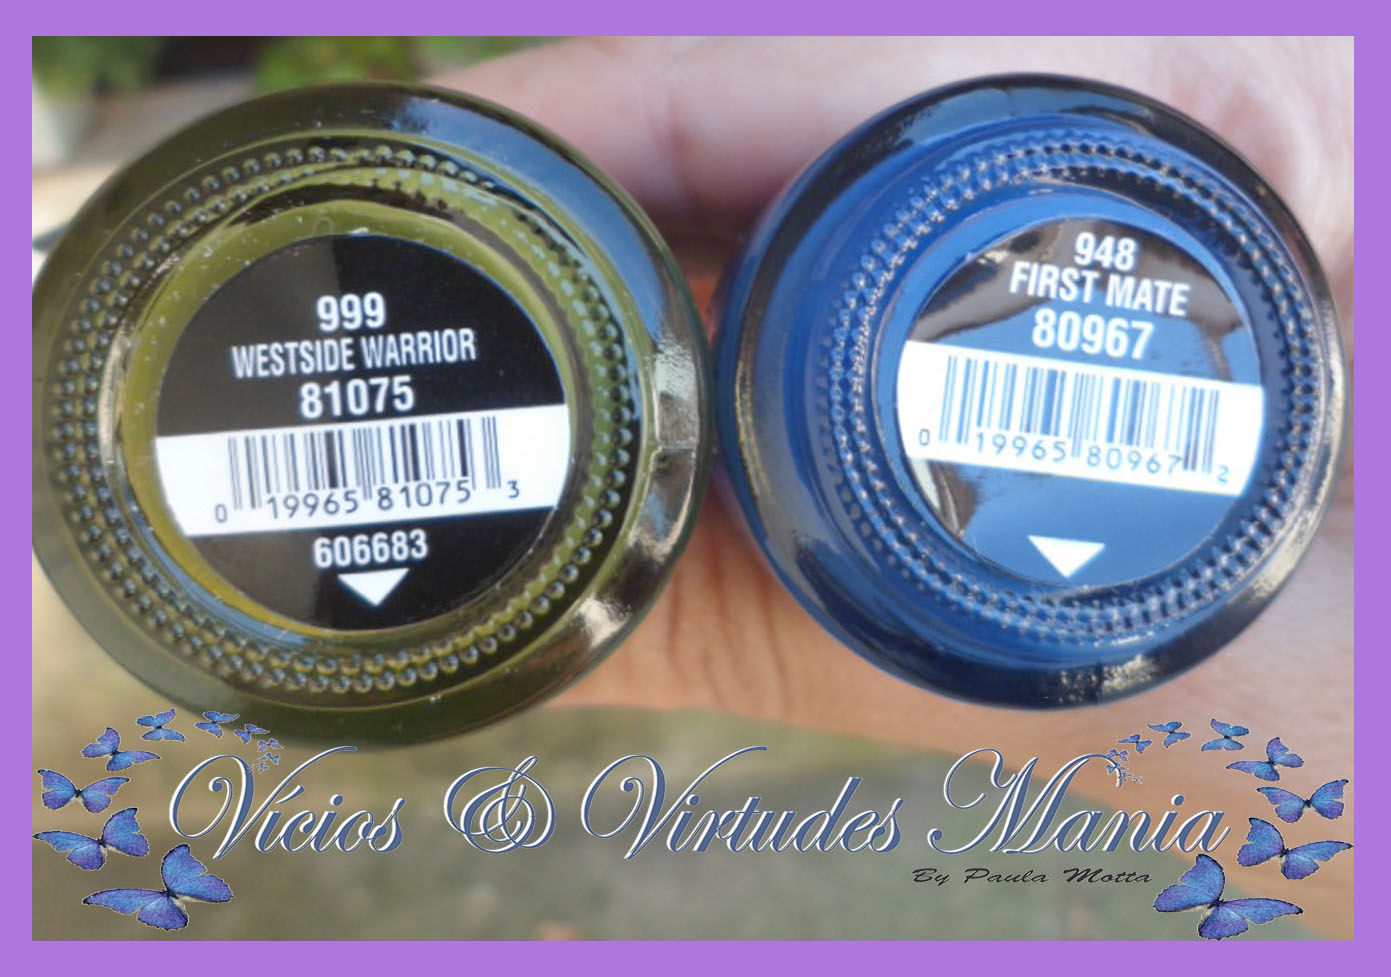 999
WESTSIDE WARRIOR
81075
0 19965 81075 3
606683
948
FIRST MATE
80967
0 19965 80967 2
Vícios & Virtudes Mania
By Paula Motta